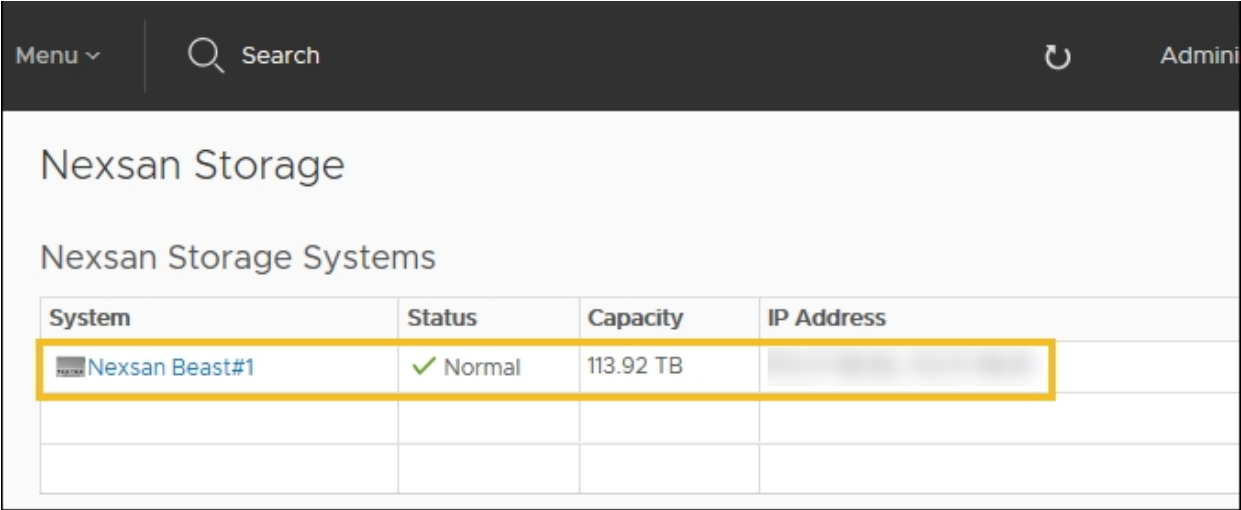 Menu Search Admini
Nexsan Storage
Nexsan Storage Systems
System Status Capacity IP Address
Nexsan Beast#1 Normal 113.92 TB